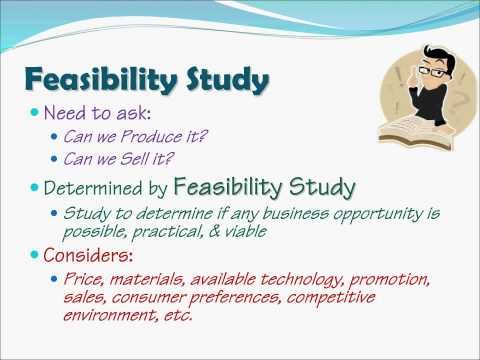 Feasibility Study
Need to ask:
Can we Produce it?
Can we Sell it?
Determined by Feasibility Study
Study to determine if any business opportunity is
possible, practical, & viable
Considers:
Price, materials, available technology, promotion,
sales, consumer preferences, competitive
environment, etc.